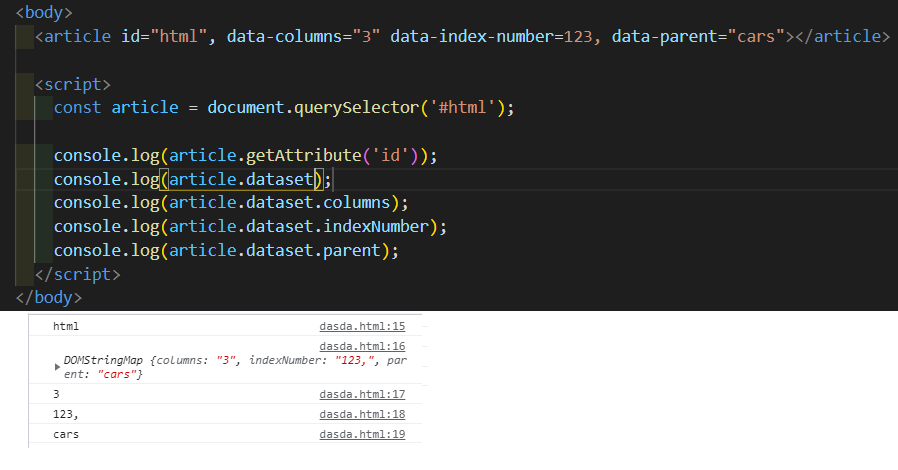 <body>
<article id="html", data-columns="3" data-index-number=123, data-parent="cars"></article>
<script>
const article = document.querySelector('#html');
console.log(article.getAttribute('id'));
console.log(article.dataset);
console.log(article.dataset.columns);
console.log(article.dataset.indexNumber);
console.log(article.dataset.parent);
</script>
</body>
html dasda.html:15
dasda.html:16
DOMStringMap {columns: "3", indexNumber: "123,", par
ent: "cars"}
3 dasda.html:17
123, dasda.html:18
cars dasda.html:19